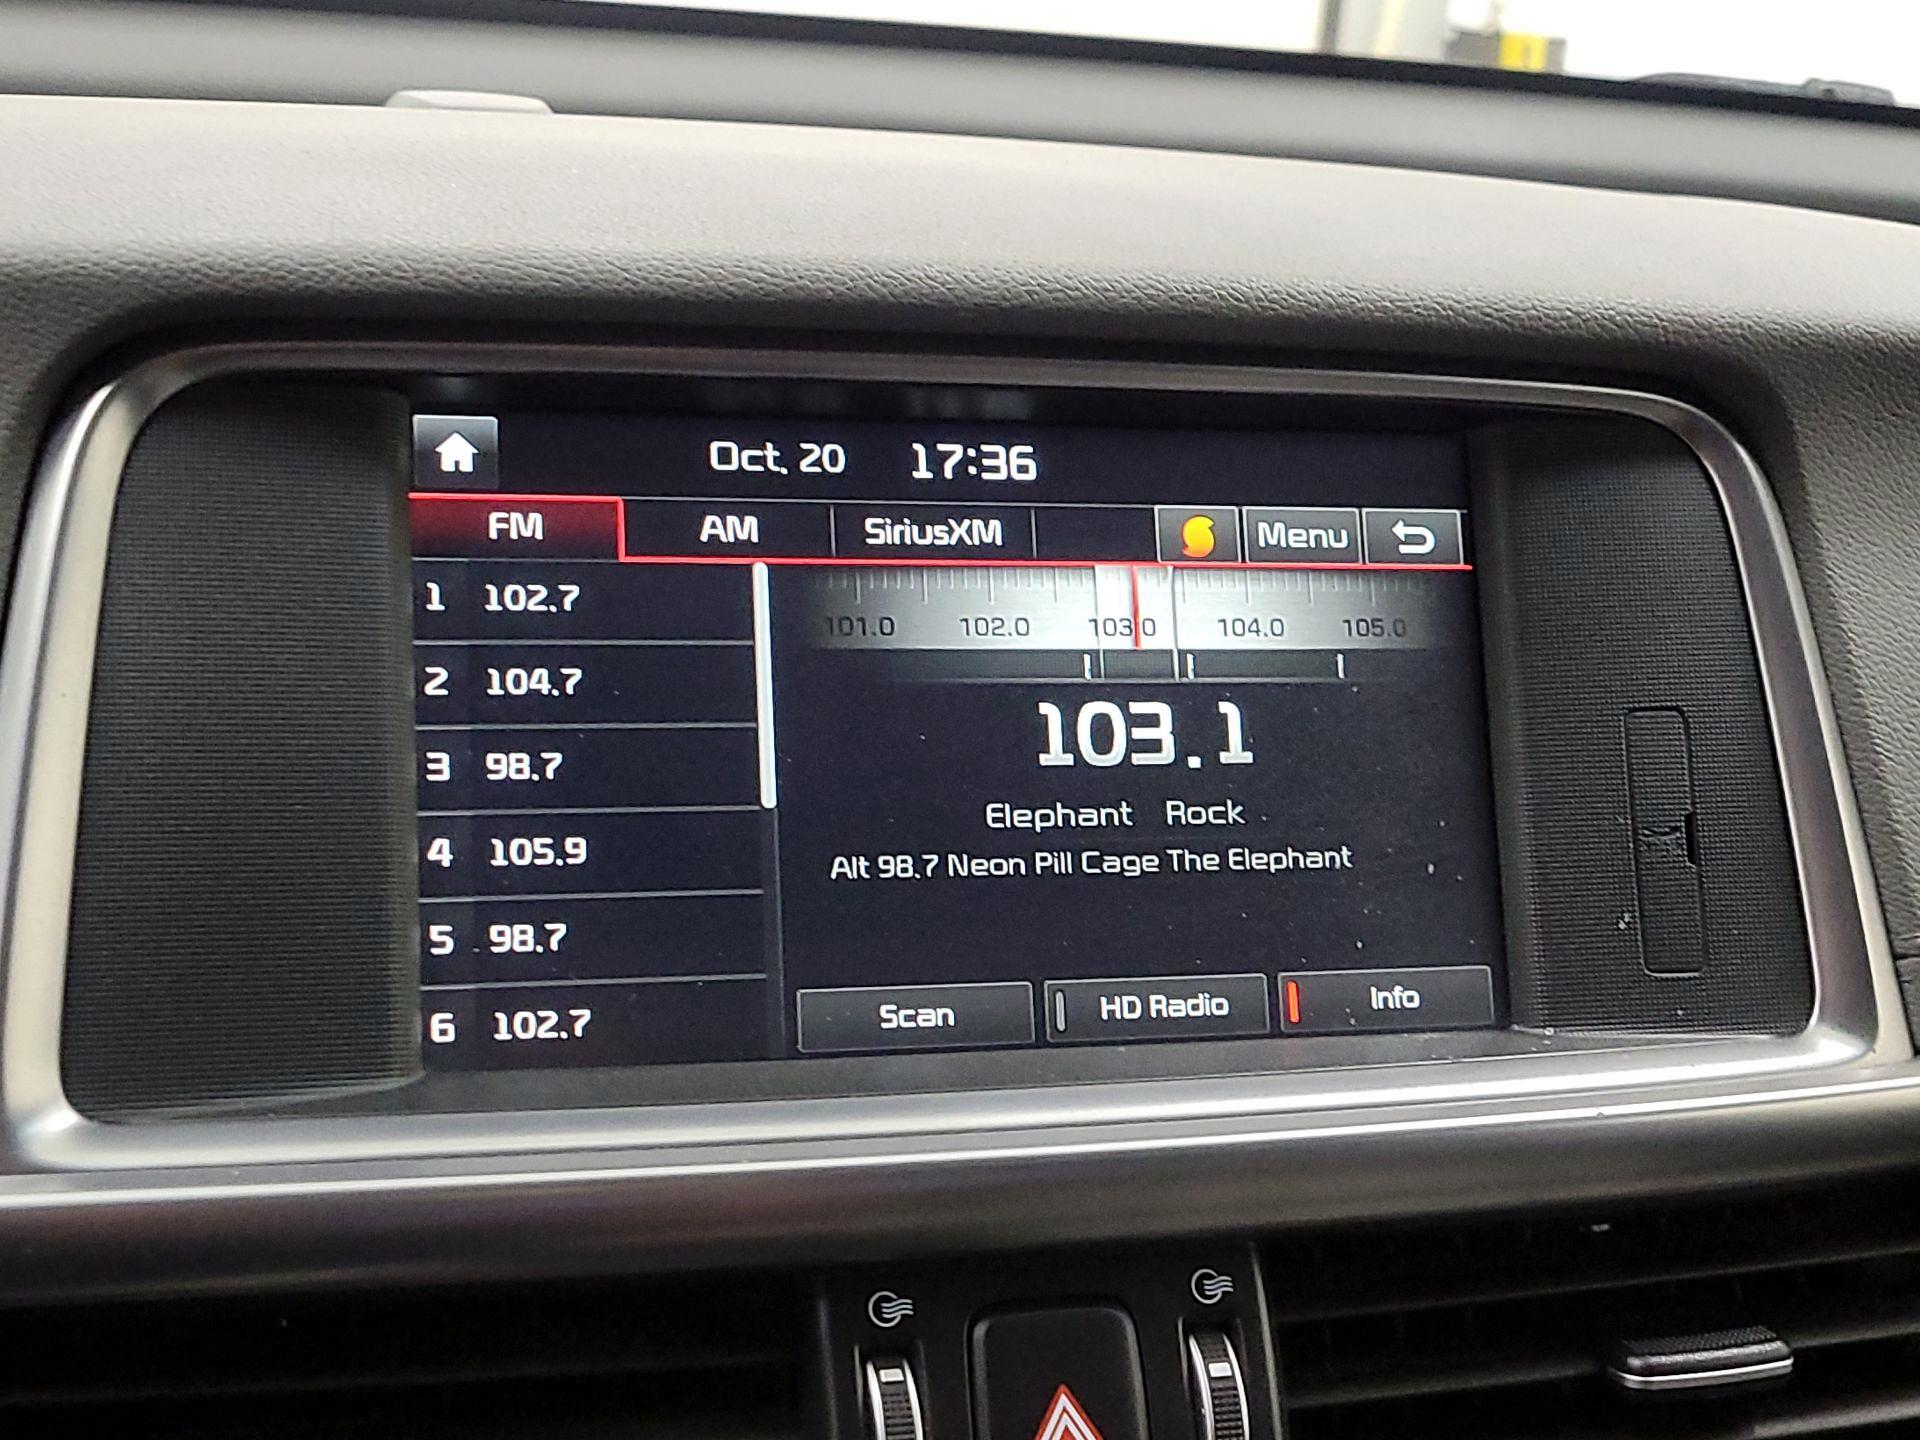 Oct. 20 17:36
FM AM SiriusXM Menu
1 102.7
2 104.7
3 98.7
4 105.9
5 98.7
6 102.7
101.0 102.0 103.0 104.0 105.0
103.1
Elephant Rock
Alt 98.7 Neon Pill Cage The Elephant
Scan HD Radio Info